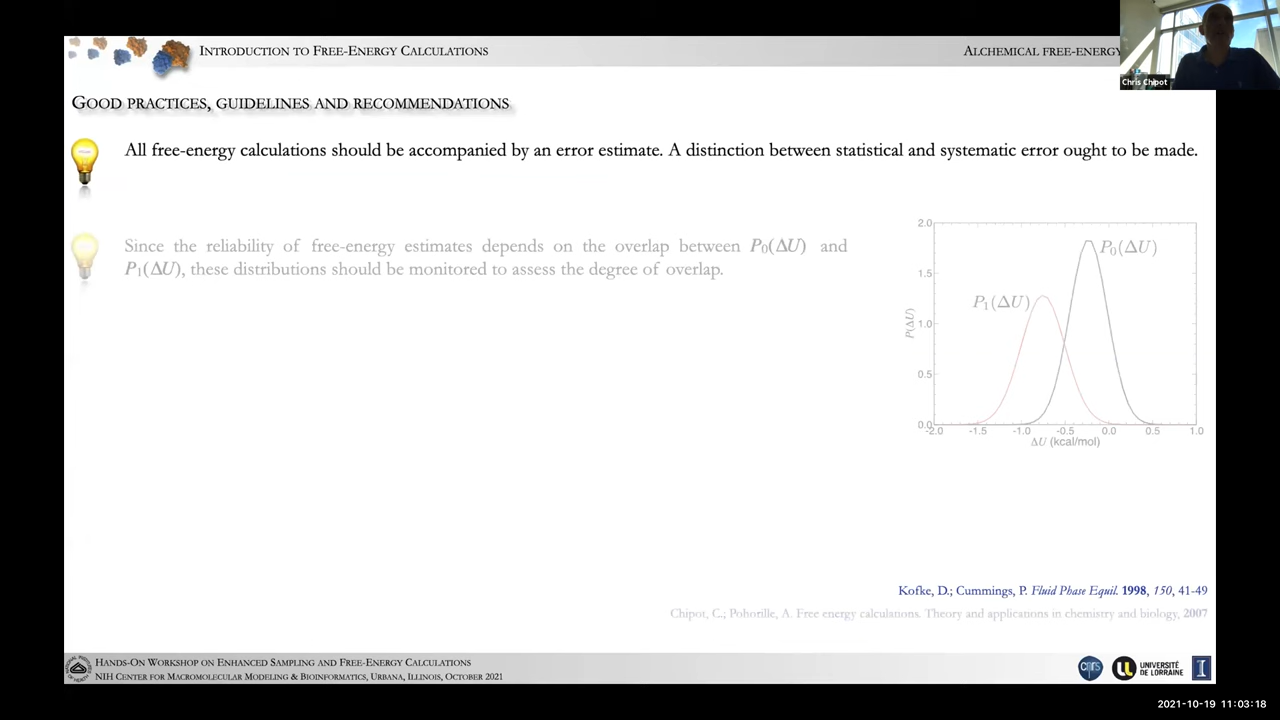 INTRODUCTION TO FREE-ENERGY CALCULATIONS
ALCHEMICAL FREE-ENERGY
Chris Chipot
GOOD PRACTICES, GUIDELINES AND RECOMMENDATIONS
All free-energy calculations should be accompanied by an error estimate. A distinction between statistical and systematic error ought to be made.
Since the reliability of free-energy estimates depends on the overlap between P₀(ΔU) and
P₁(ΔU), these distributions should be monitored to assess the degree of overlap.
2.0
1.5
1.0
0.5
0.0
P(ΔU)
P₁(ΔU)
P₀(ΔU)
-2.0 -1.5 -1.0 -0.5 0.0 0.5 1.0
ΔU (kcal/mol)
Kofke, D.; Cummings, P. Fluid Phase Equil. 1998, 150, 41-49
Chipot, C.; Pohorille, A. Free energy calculations. Theory and applications in chemistry and biology, 2007
HANDS-ON WORKSHOP ON ENHANCED SAMPLING AND FREE-ENERGY CALCULATIONS
NIH CENTER FOR MACROMOLECULAR MODELING & BIOINFORMATICS, URBANA, ILLINOIS, OCTOBER 2021
cnrs
UNIVERSITÉ
DE LORRAINE
I
2021-10-19 11:03:18